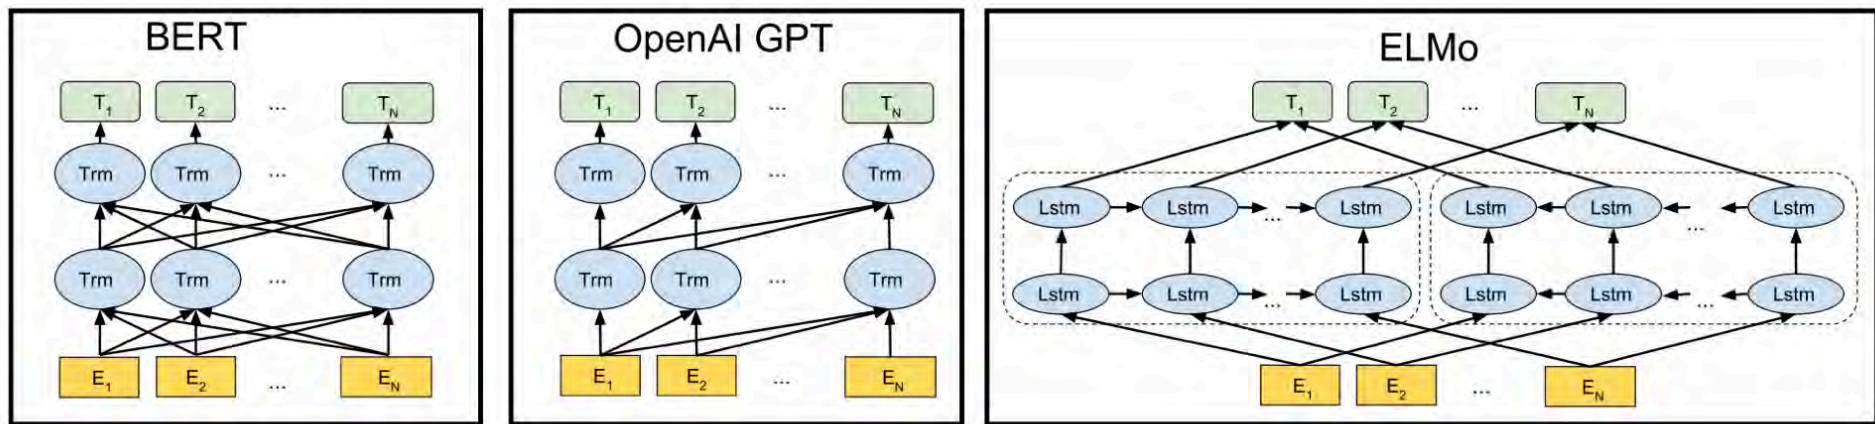 BERT
T1 T2 ... TN
Trm Trm ... Trm
Trm Trm ... Trm
E1 E2 ... EN
OpenAI GPT
T1 T2 ... TN
Trm Trm ... Trm
Trm Trm ... Trm
E1 E2 ... EN
ELMo
T1 T2 ... TN
Lstm Lstm ... Lstm Lstm Lstm ... Lstm
Lstm Lstm ... Lstm Lstm Lstm ... Lstm
E1 E2 ... EN